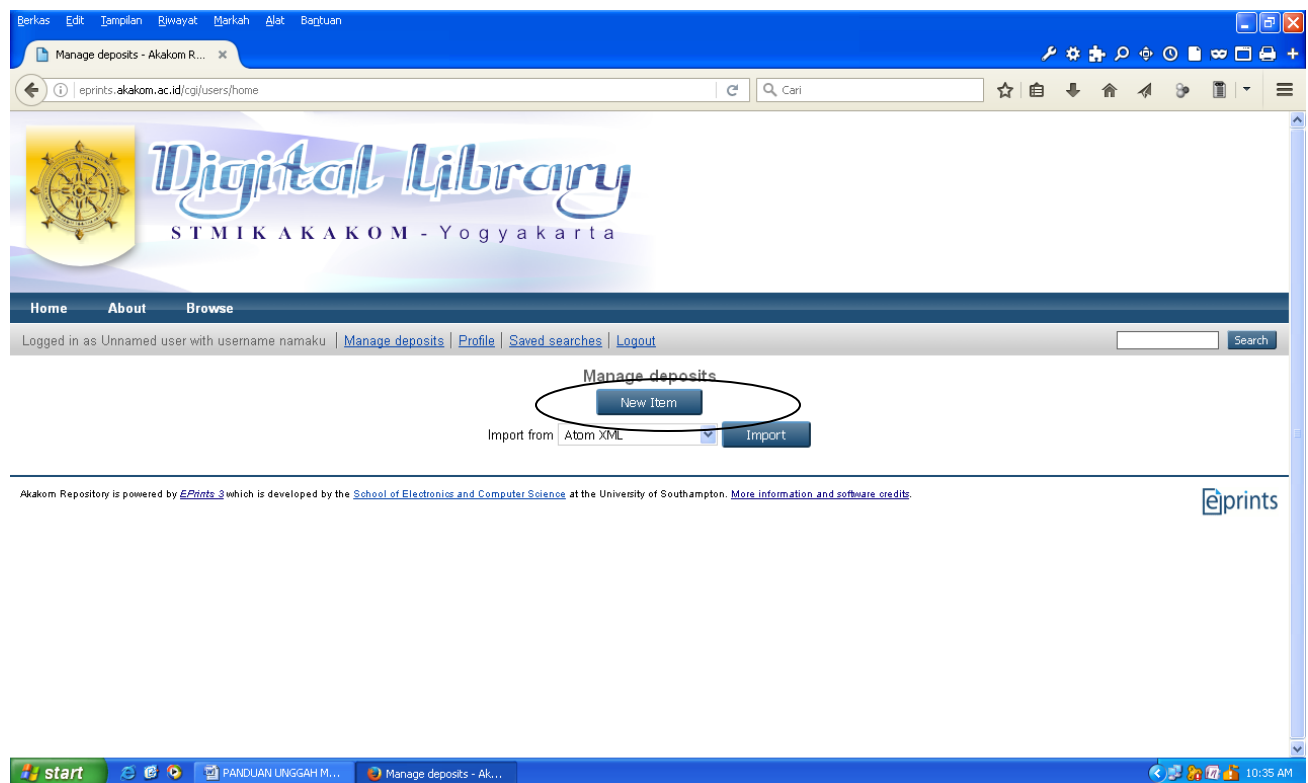 Berkas Edit Tampilan Riwayat Markah Alat Bantuan
Manage deposits - Akakom R...
eprints.akakom.ac.id/cgi/users/home
Cari
Digital Library
STMIK AKAKOM - Yogyakarta
Home About Browse
Logged in as Unnamed user with username namaku | Manage deposits | Profile | Saved searches | Logout Search
Manage deposits
New Item
Import from Atom XML Import
Akakom Repository is powered by EPrints 3 which is developed by the School of Electronics and Computer Science at the University of Southampton. More information and software credits.
eprints
start PANDUAN UNGGAH M... Manage deposits - Ak... 10:35 AM